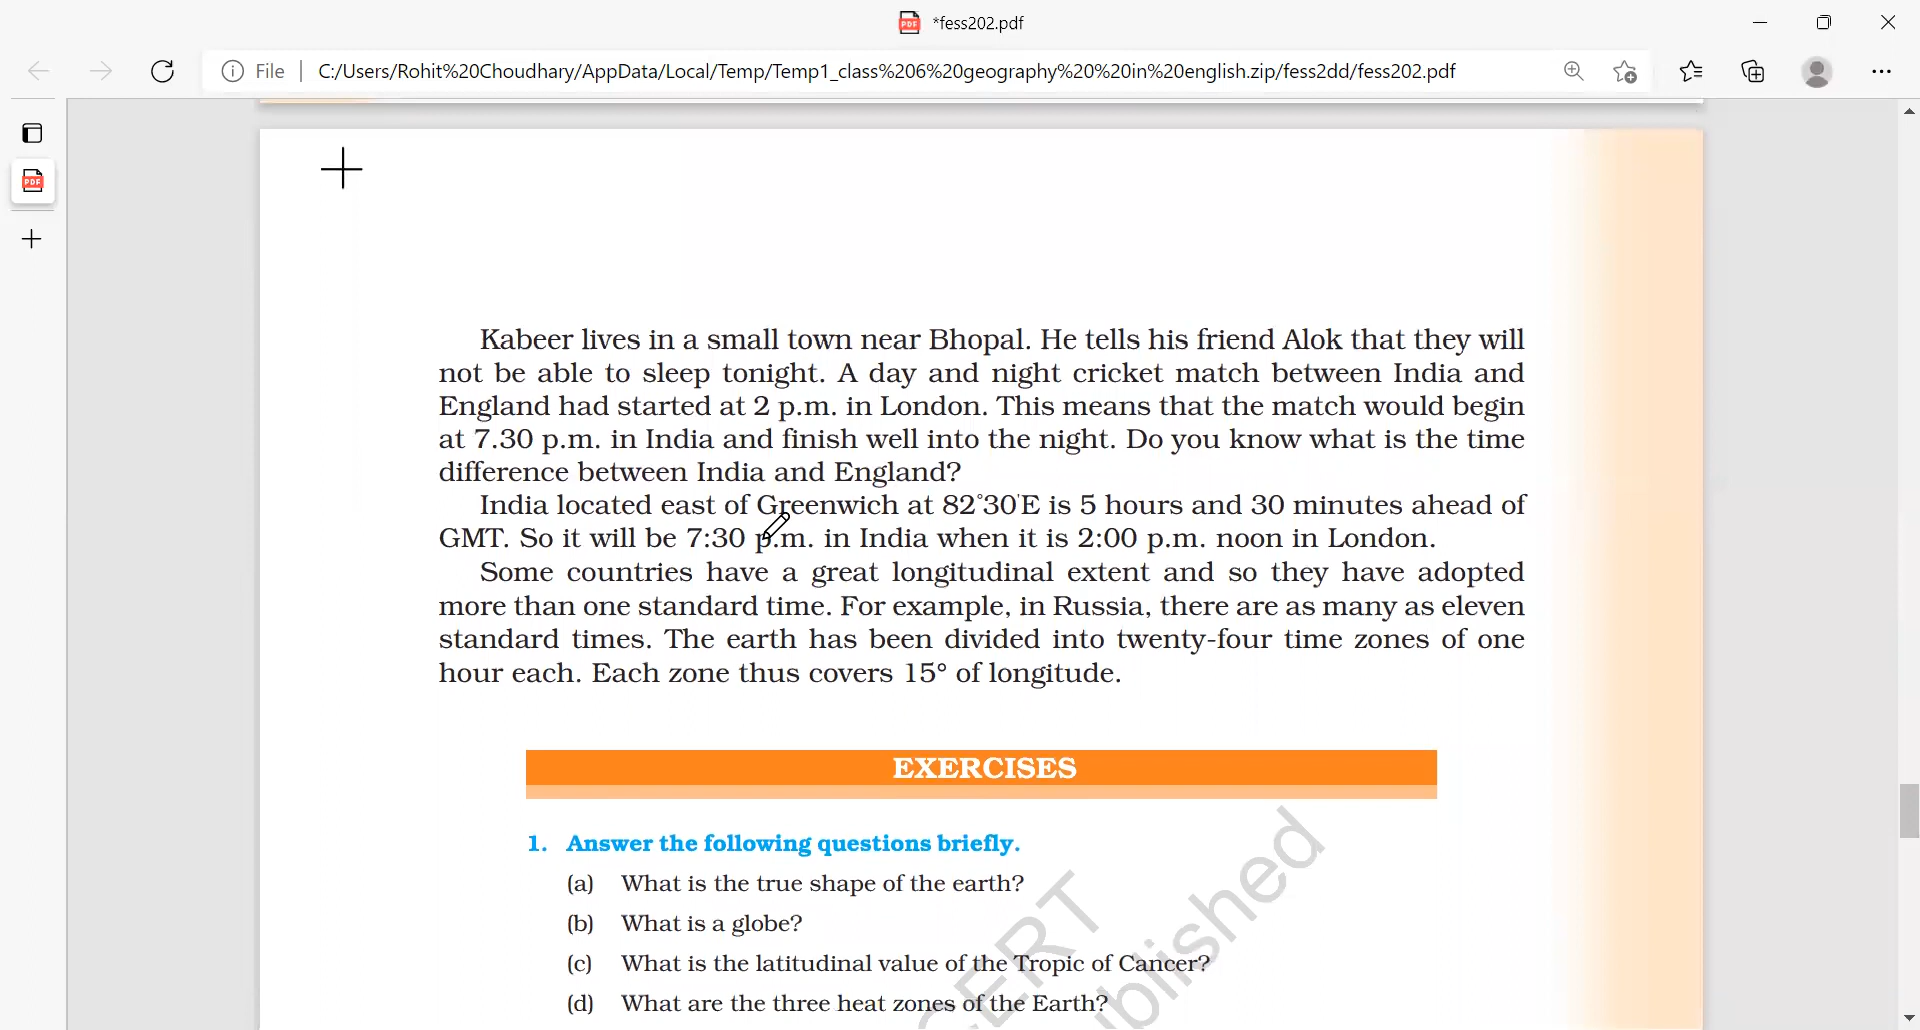 *fess202.pdf
File
C:/Users/Rohit%20Choudhary/AppData/Local/Temp/Temp1_class%206%20geography%20%20in%20english.zip/fess2dd/fess202.pdf
Kabeer lives in a small town near Bhopal. He tells his friend Alok that they will
not be able to sleep tonight. A day and night cricket match between India and
England had started at 2 p.m. in London. This means that the match would begin
at 7.30 p.m. in India and finish well into the night. Do you know what is the time
difference between India and England?
India located east of Greenwich at 82°30'E is 5 hours and 30 minutes ahead of
GMT. So it will be 7:30 p.m. in India when it is 2:00 p.m. noon in London.
Some countries have a great longitudinal extent and so they have adopted
more than one standard time. For example, in Russia, there are as many as eleven
standard times. The earth has been divided into twenty-four time zones of one
hour each. Each zone thus covers 15° of longitude.
EXERCISES
1. Answer the following questions briefly.
(a) What is the true shape of the earth?
(b) What is a globe?
(c) What is the latitudinal value of the Tropic of Cancer?
(d) What are the three heat zones of the Earth?